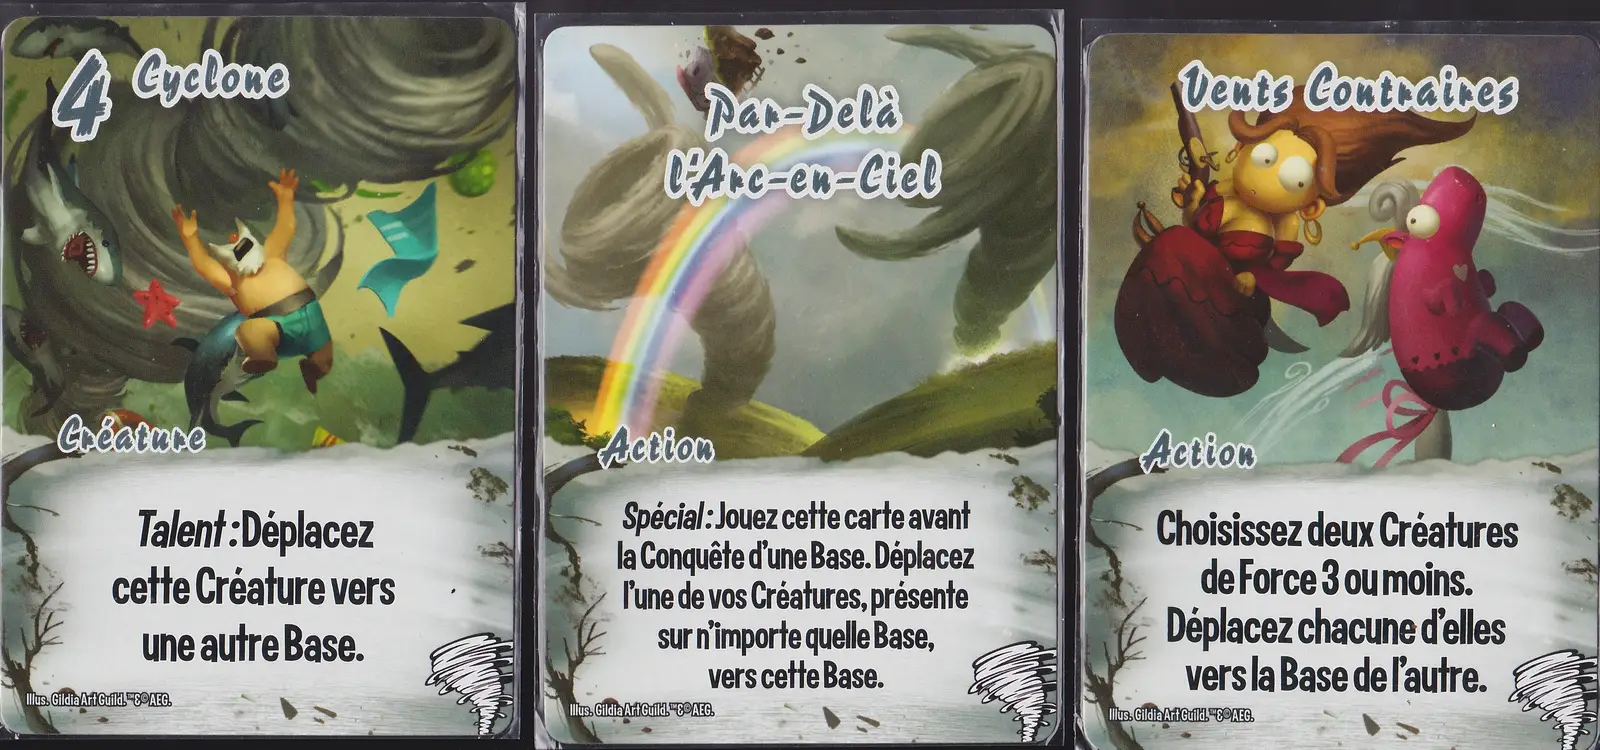 4 Cyclone
Créature
Talent : Déplacez
cette Créature vers
une autre Base.
Illus. Gildia Art Guild. ™&©AEG.
Par-Delà
l'Arc-en-Ciel
Action
Spécial : Jouez cette carte avant
la Conquête d'une Base. Déplacez
l'une de vos Créatures, présente
sur n'importe quelle Base,
vers cette Base.
Illus. Gildia Art Guild. ™&©AEG.
Vents Contraires
Action
Choisissez deux Créatures
de Force 3 ou moins.
Déplacez chacune d'elles
vers la Base de l'autre.
Illus. Gildia Art Guild. ™&©AEG.